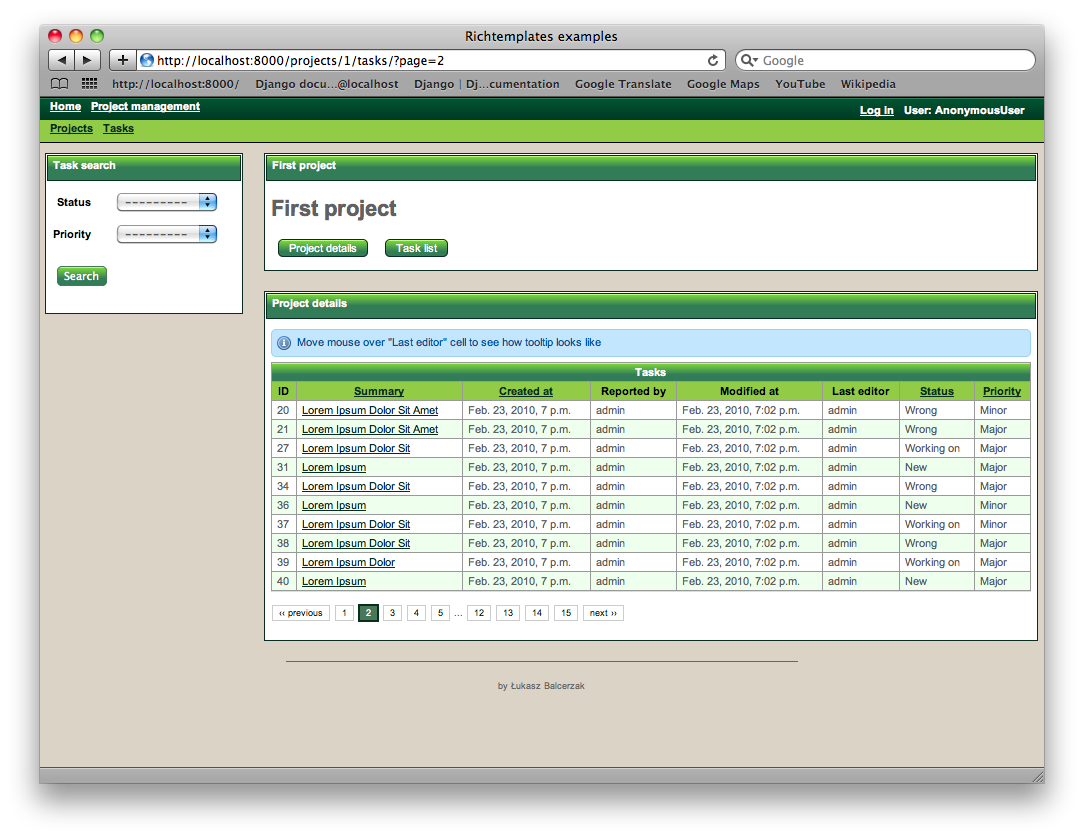 Richtemplates examples
http://localhost:8000/projects/1/tasks/?page=2
Google
http://localhost:8000/ Django docu...@localhost Django | Dj...cumentation Google Translate Google Maps YouTube Wikipedia
Home Project management Log In User: AnonymousUser
Projects Tasks
Task search
Status ---------
Priority ---------
Search
First project
First project
Project details Task list
Project details
Move mouse over "Last editor" cell to see how tooltip looks like
Tasks
ID Summary Created at Reported by Modified at Last editor Status Priority
20 Lorem Ipsum Dolor Sit Amet Feb. 23, 2010, 7 p.m. admin Feb. 23, 2010, 7:02 p.m. admin Wrong Minor
21 Lorem Ipsum Dolor Sit Amet Feb. 23, 2010, 7 p.m. admin Feb. 23, 2010, 7:02 p.m. admin Wrong Major
27 Lorem Ipsum Dolor Sit Feb. 23, 2010, 7 p.m. admin Feb. 23, 2010, 7:02 p.m. admin Working on Major
31 Lorem Ipsum Feb. 23, 2010, 7 p.m. admin Feb. 23, 2010, 7:02 p.m. admin New Major
34 Lorem Ipsum Dolor Sit Feb. 23, 2010, 7 p.m. admin Feb. 23, 2010, 7:02 p.m. admin Wrong Major
36 Lorem Ipsum Feb. 23, 2010, 7 p.m. admin Feb. 23, 2010, 7:02 p.m. admin New Minor
37 Lorem Ipsum Dolor Sit Feb. 23, 2010, 7 p.m. admin Feb. 23, 2010, 7:02 p.m. admin Working on Minor
38 Lorem Ipsum Dolor Sit Feb. 23, 2010, 7 p.m. admin Feb. 23, 2010, 7:02 p.m. admin Wrong Major
39 Lorem Ipsum Dolor Feb. 23, 2010, 7 p.m. admin Feb. 23, 2010, 7:02 p.m. admin Working on Major
40 Lorem Ipsum Feb. 23, 2010, 7 p.m. admin Feb. 23, 2010, 7:02 p.m. admin New Major
‹‹ previous 1 2 3 4 5 ... 12 13 14 15 next ››
by Łukasz Balcerzak